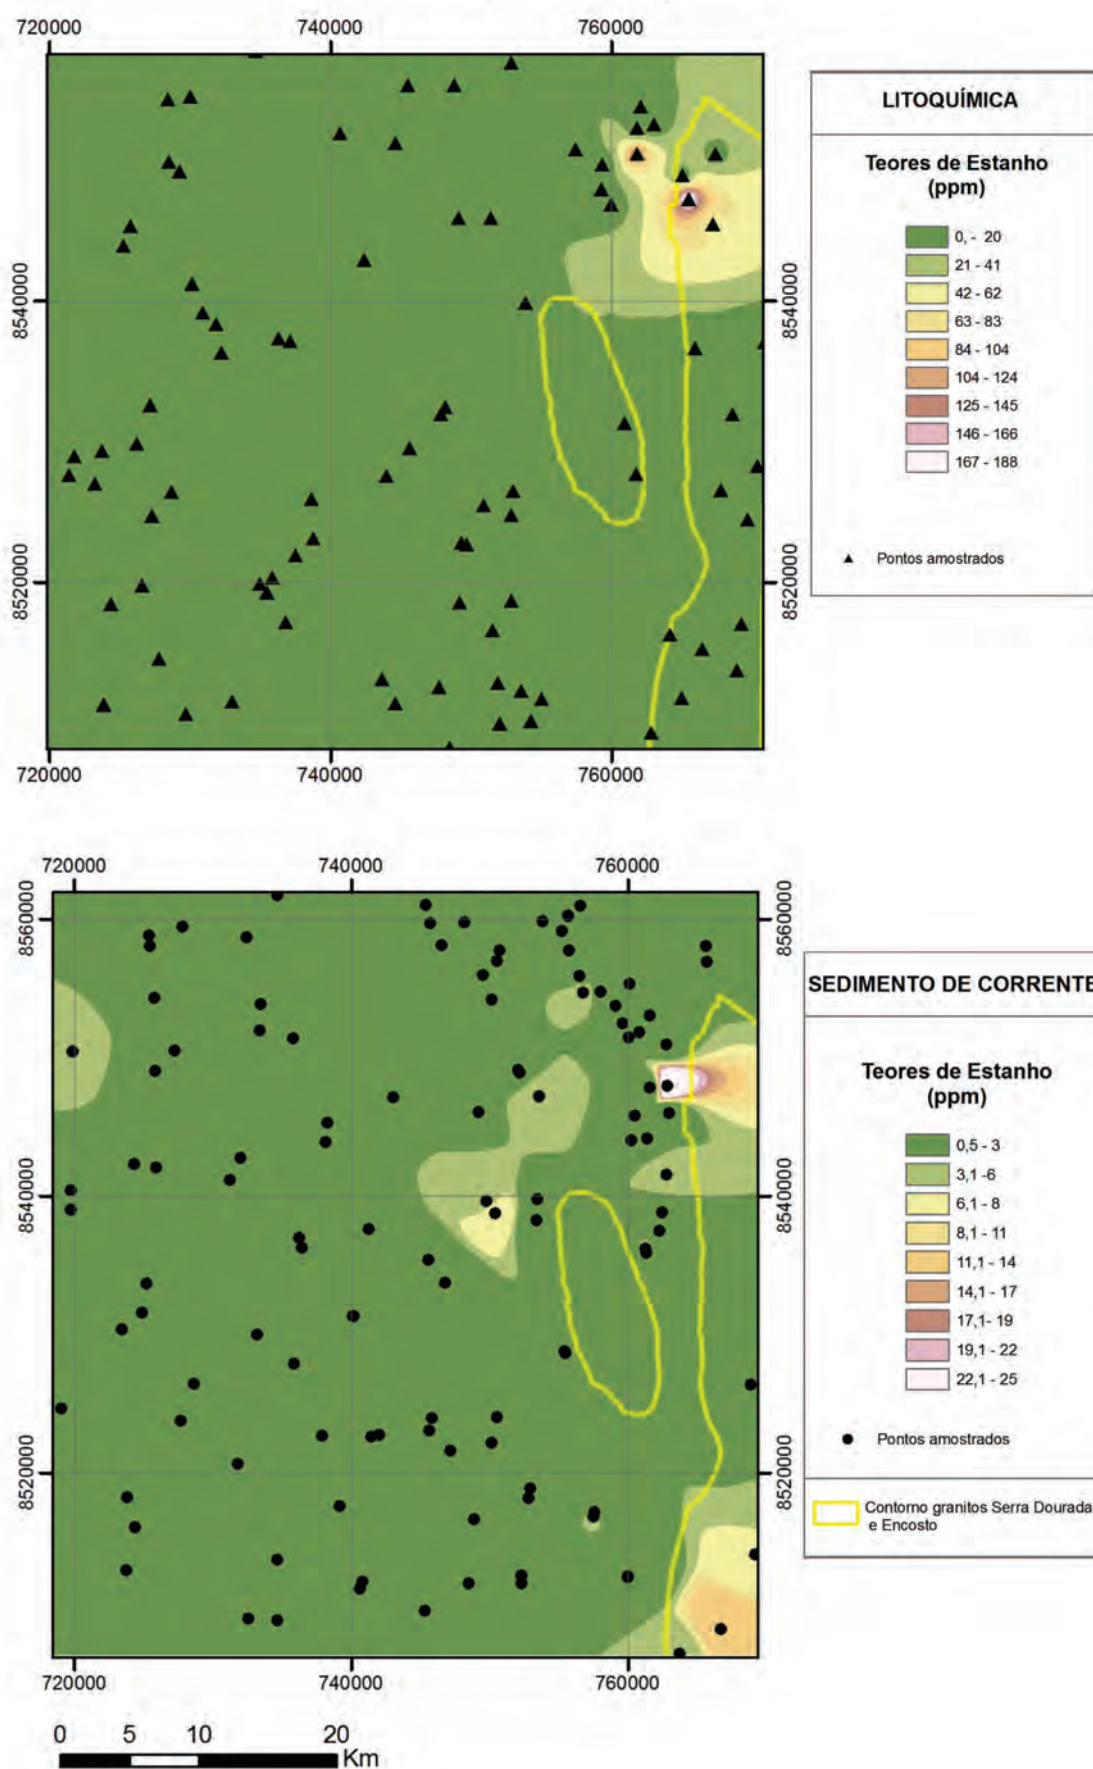 720000 740000 760000
8540000 8540000
8520000 8520000
720000 740000 760000
LITOQUÍMICA
Teores de Estanho
(ppm)
0, - 20
21 - 41
42 - 62
63 - 83
84 - 104
104 - 124
125 - 145
146 - 166
167 - 188
Pontos amostrados
720000 740000 760000
8560000 8560000
8540000 8540000
8520000 8520000
720000 740000 760000
SEDIMENTO DE CORRENTE
Teores de Estanho
(ppm)
0,5 - 3
3,1 -6
6,1 - 8
8,1 - 11
11,1 - 14
14,1 - 17
17,1- 19
19,1 - 22
22,1 - 25
Pontos amostrados
Contorno granitos Serra Dourada
e Encosto
0 5 10 20
Km